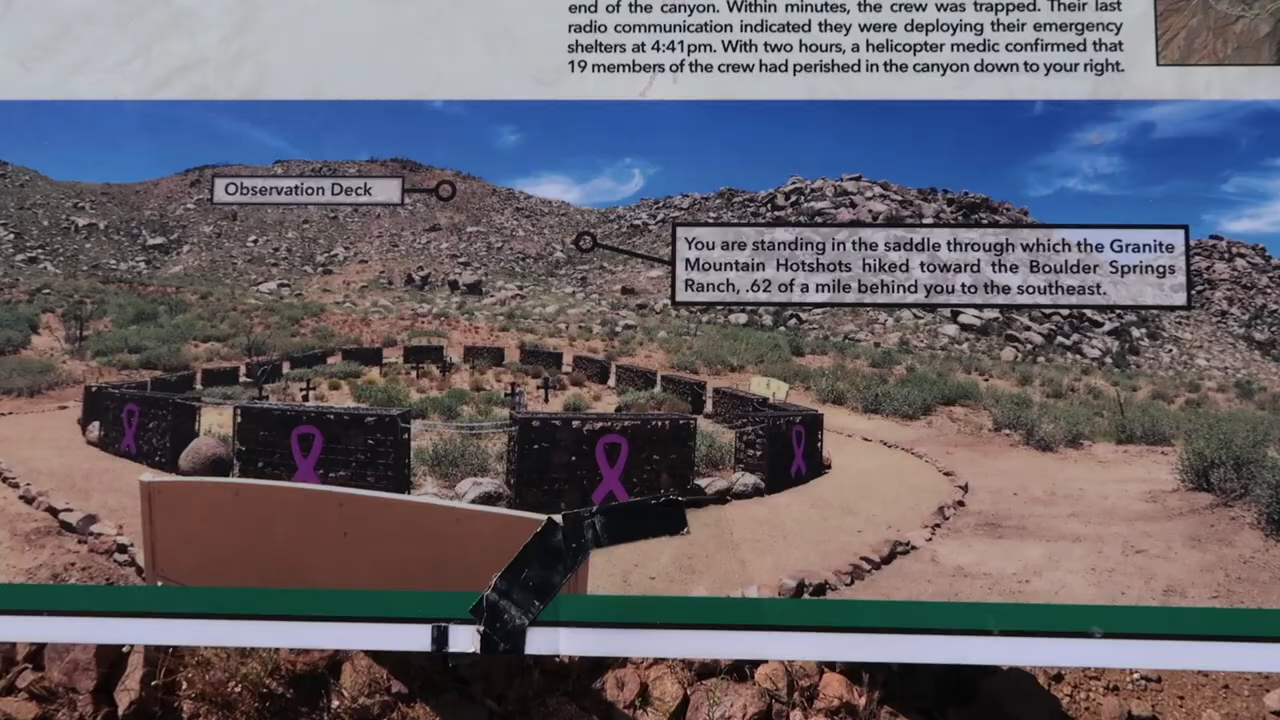 end of the canyon. Within minutes, the crew was trapped. Their last
radio communication indicated they were deploying their emergency
shelters at 4:41pm. With two hours, a helicopter medic confirmed that
19 members of the crew had perished in the canyon down to your right.
Observation Deck
You are standing in the saddle through which the Granite
Mountain Hotshots hiked toward the Boulder Springs
Ranch, .62 of a mile behind you to the southeast.